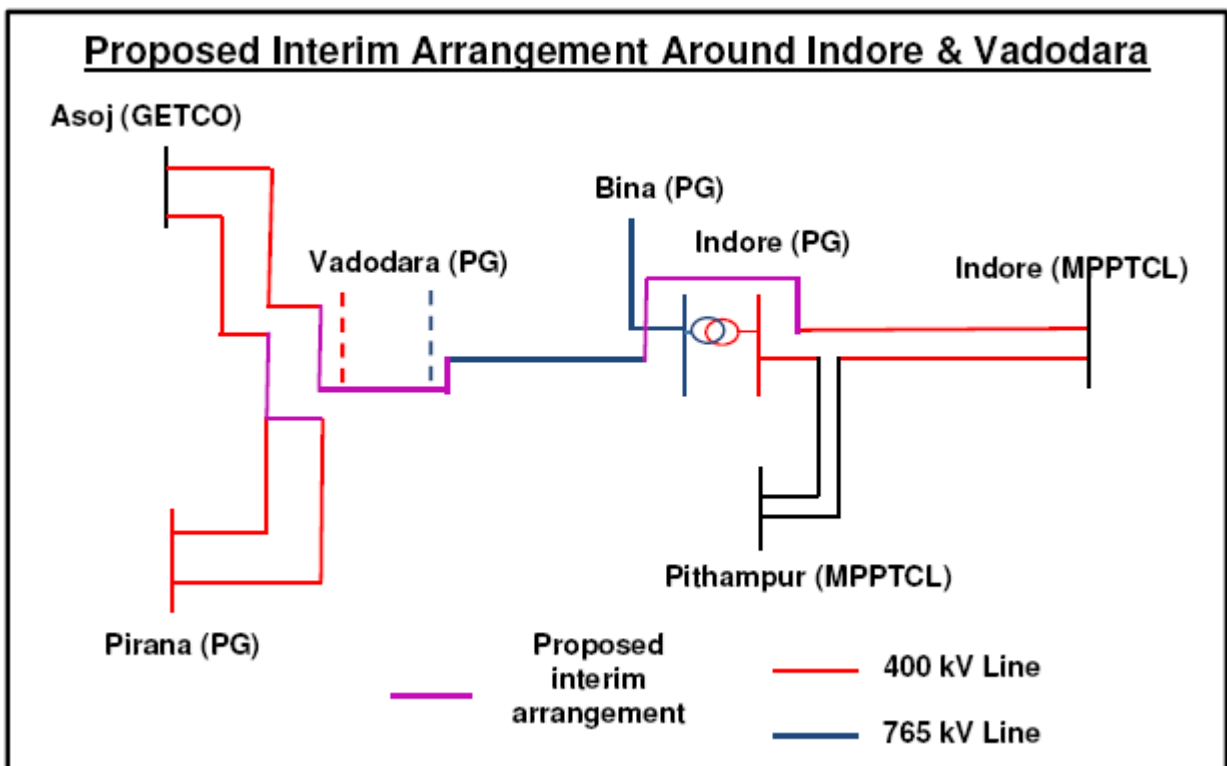 Proposed Interim Arrangement Around Indore & Vadodara
Asoj (GETCO)
Bina (PG)
Indore (PG)
Vadodara (PG)
Indore (MPPTCL)
Pithampur (MPPTCL)
Pirana (PG)
Proposed
interim
arrangement
400 kV Line
765 kV Line